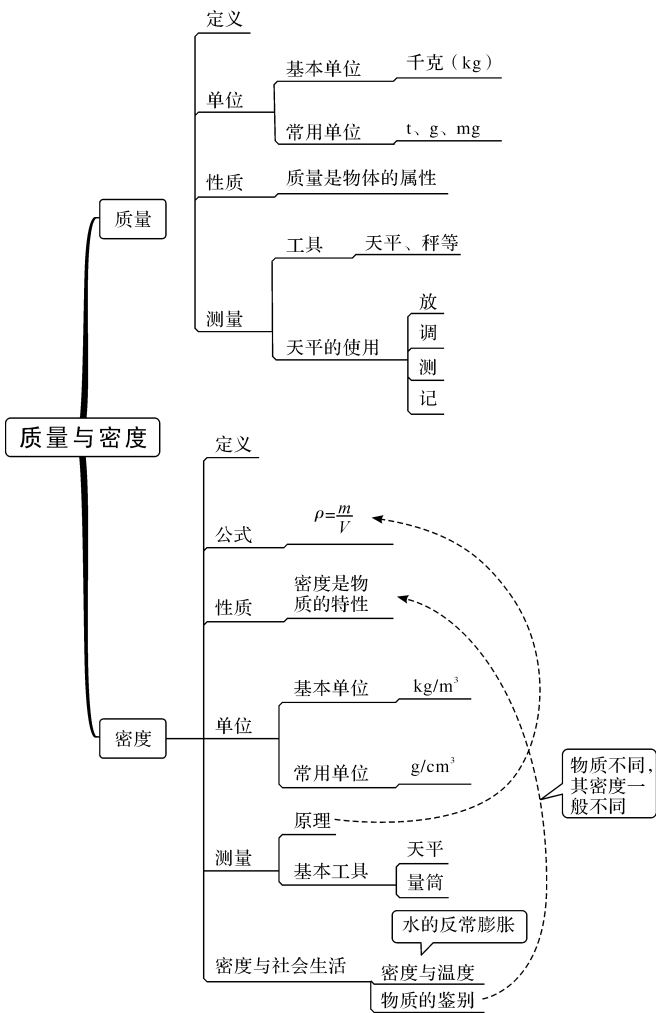 质量与密度
质量
定义
单位
基本单位
千克（kg）
常用单位
t、g、mg
性质
质量是物体的属性
测量
工具
天平、秤等
天平的使用
放
调
测
记
密度
定义
公式
ρ=m/V
性质
密度是物
质的特性
单位
基本单位
kg/m³
常用单位
g/cm³
测量
原理
基本工具
天平
量筒
密度与社会生活
水的反常膨胀
密度与温度
物质的鉴别
物质不同，
其密度一
般不同